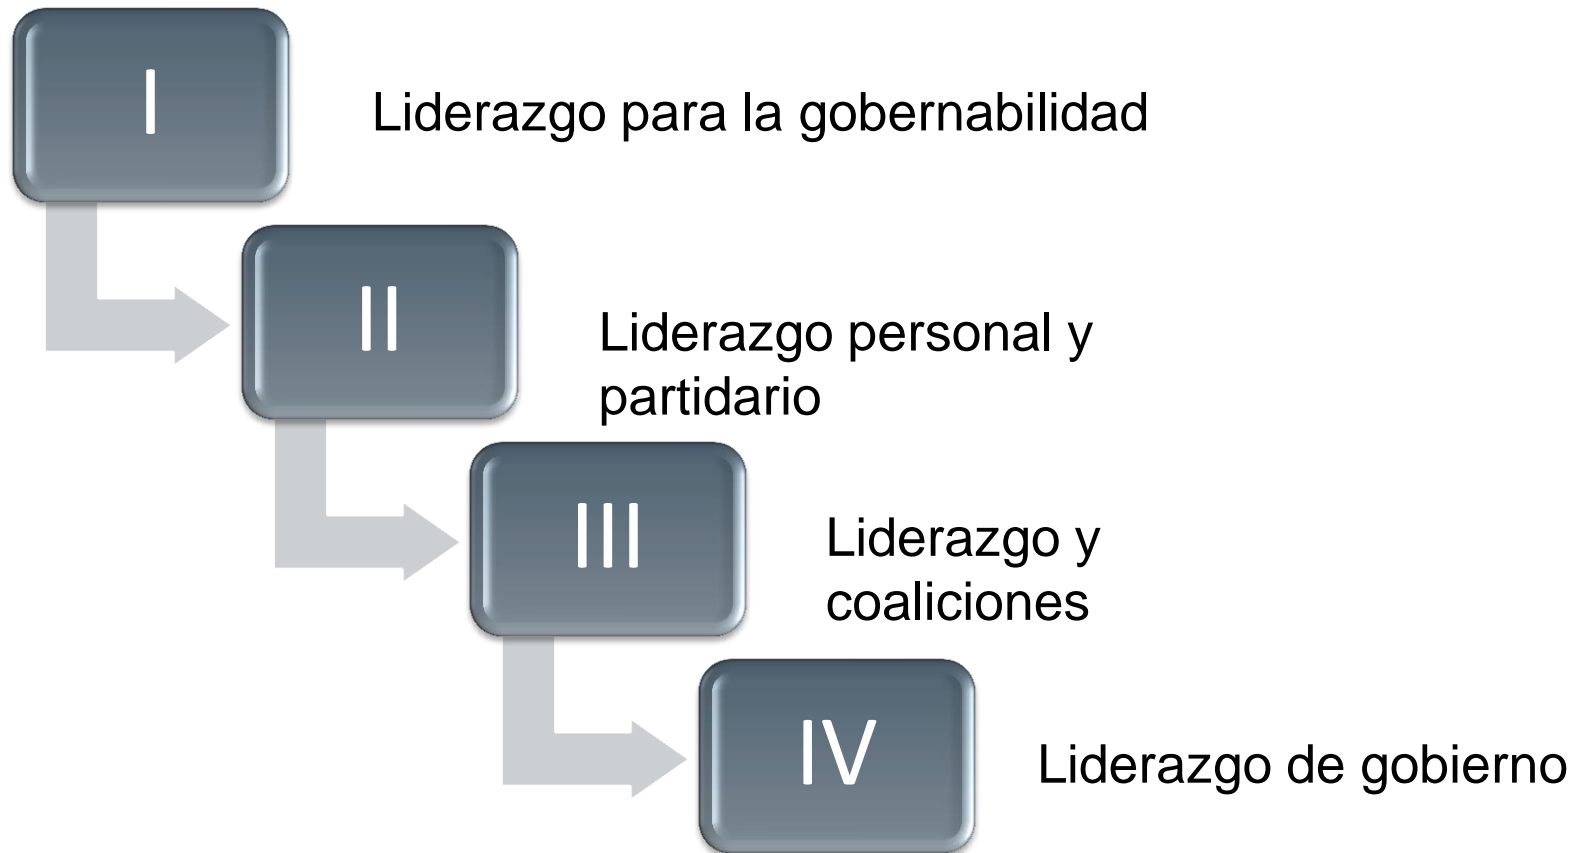 I
Liderazgo para la gobernabilidad
II
Liderazgo personal y
partidario
III
Liderazgo y
coaliciones
IV
Liderazgo de gobierno